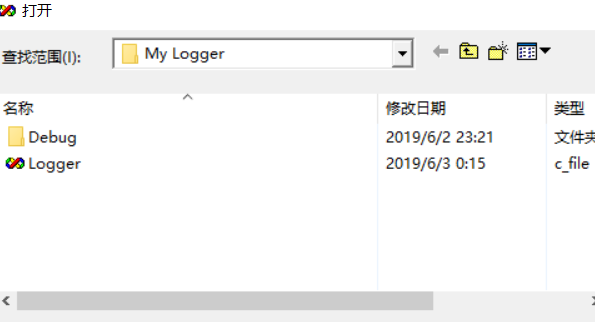 打开
查找范围(I): My Logger
名称 修改日期 类型
Debug 2019/6/2 23:21 文件夹
Logger 2019/6/3 0:15 c_file